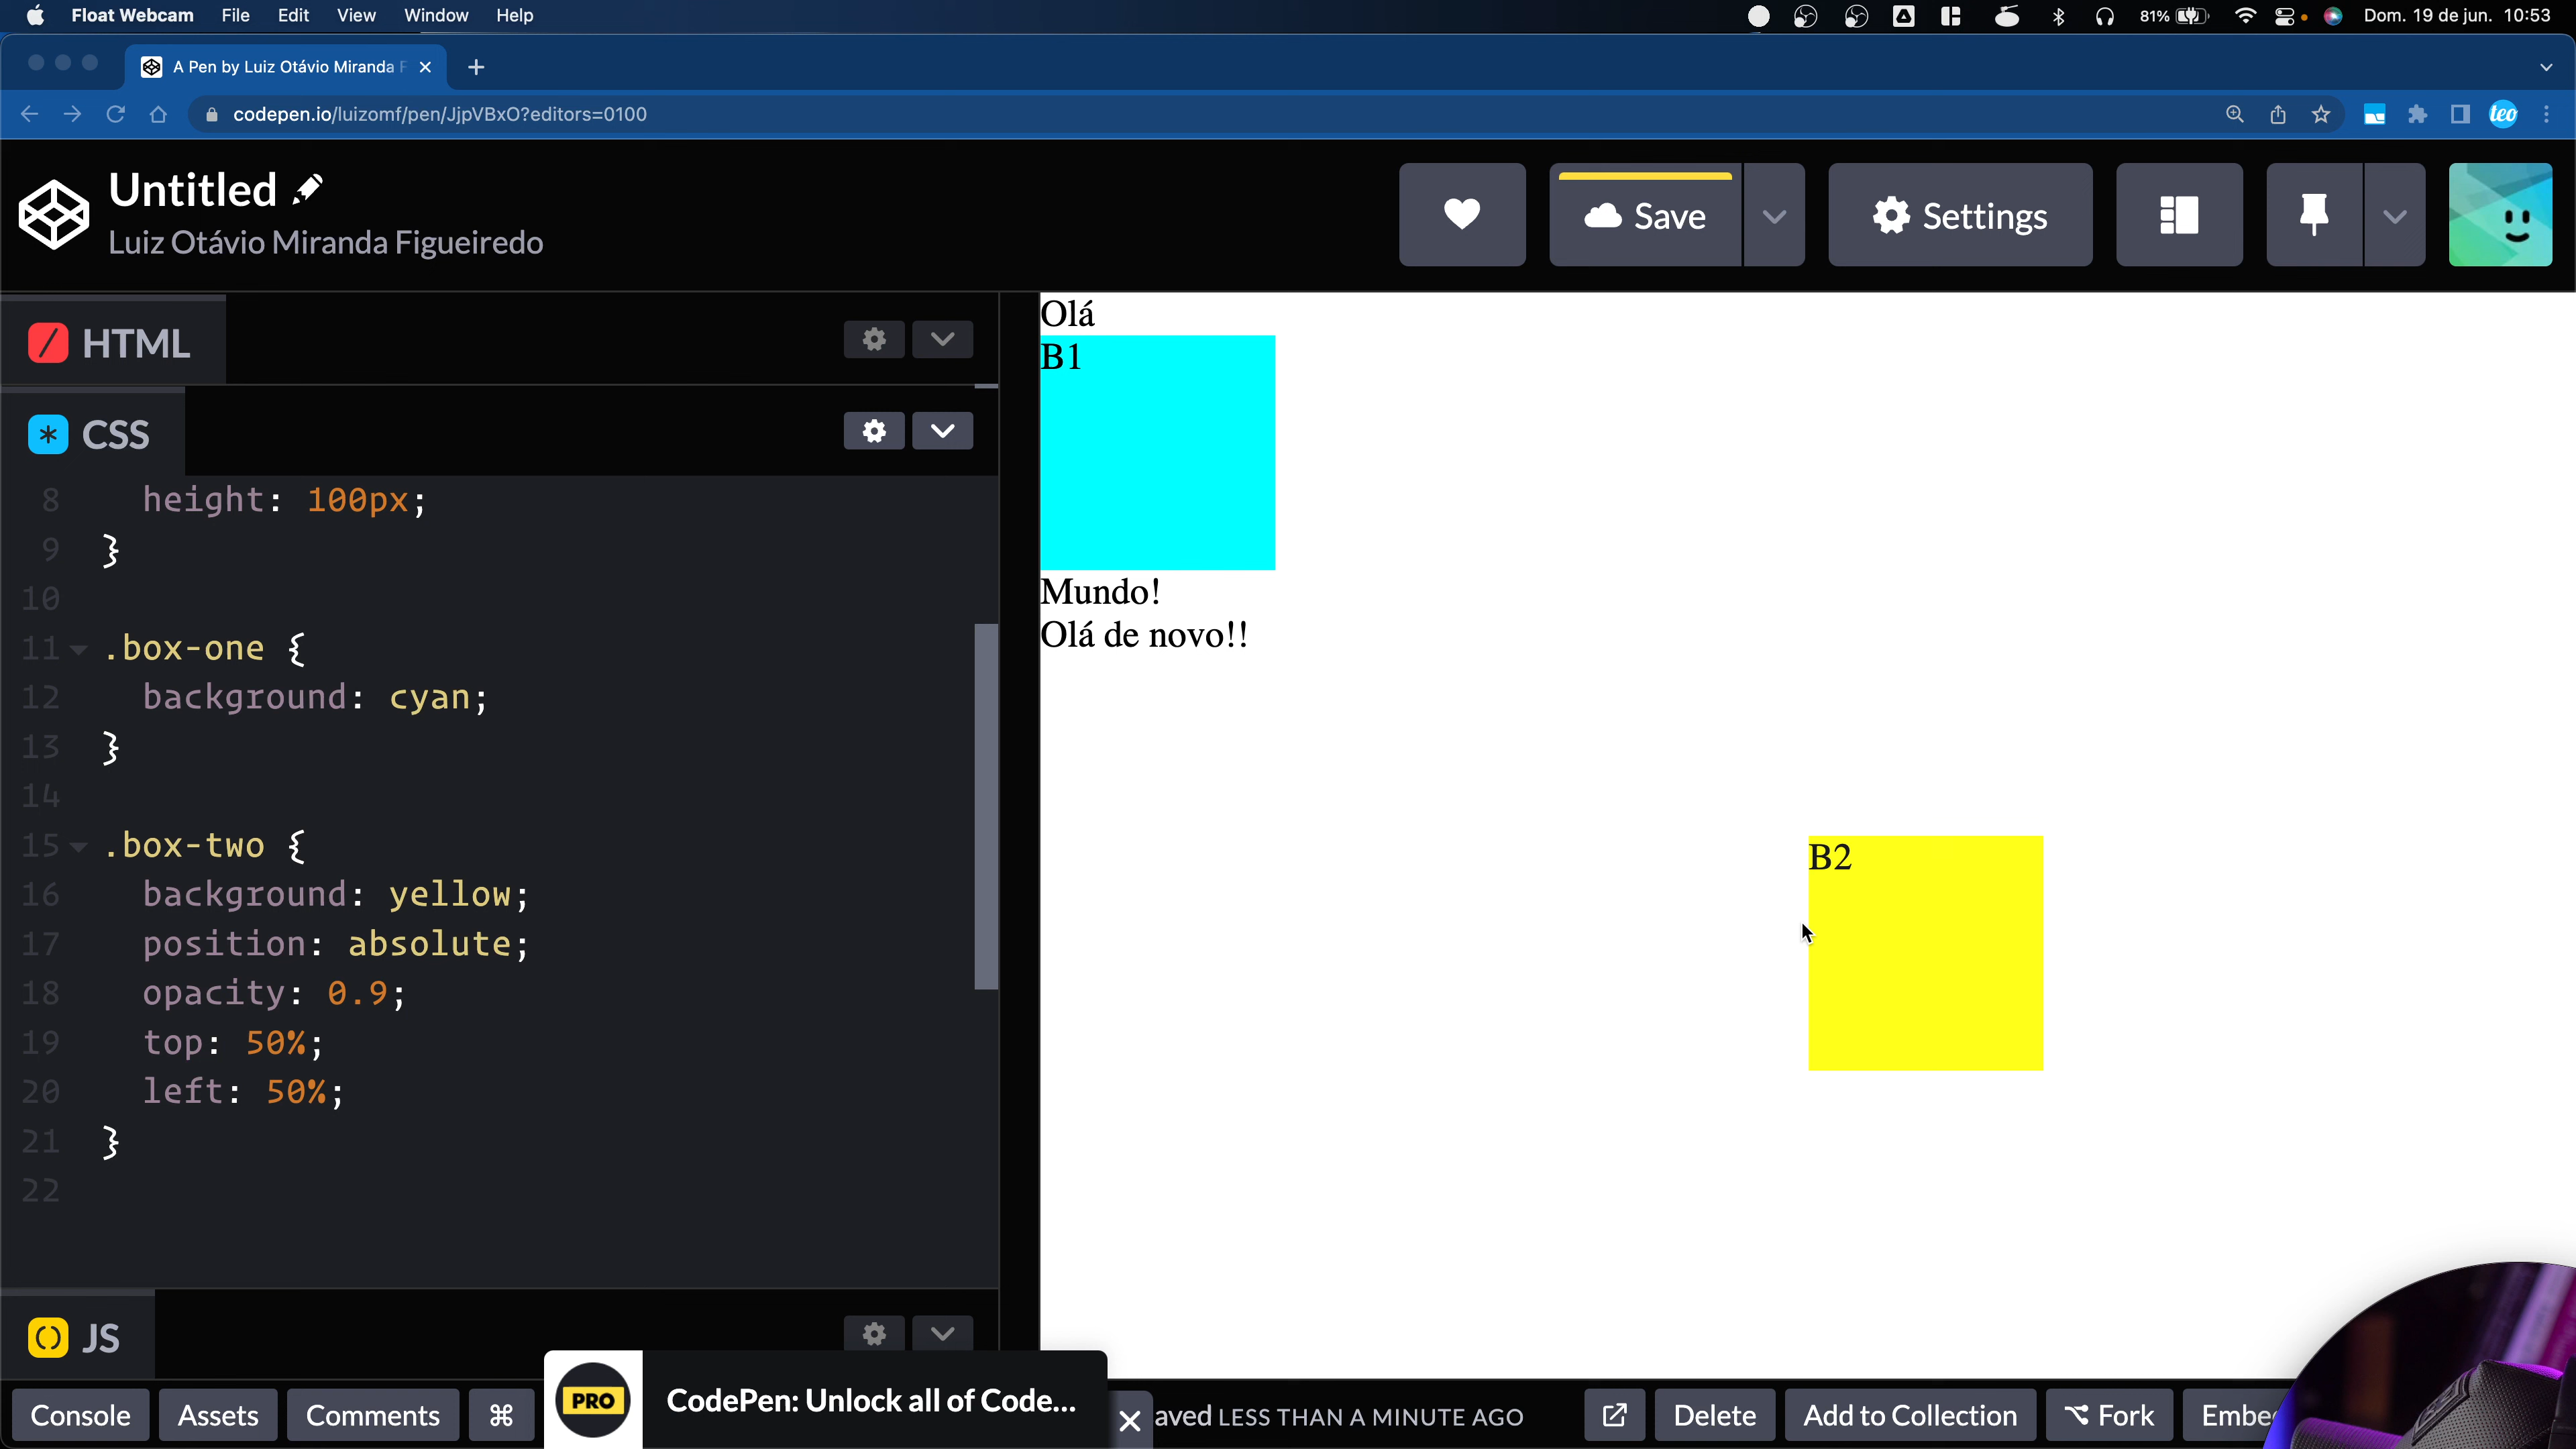 Float Webcam File Edit View Window Help
81% Dom. 19 de jun. 10:53
A Pen by Luiz Otávio Miranda F
codepen.io/luizomf/pen/JjpVBxO?editors=0100
teo
Untitled
Luiz Otávio Miranda Figueiredo
Save
Settings
HTML
CSS
8 height: 100px;
9 }
10
11 .box-one {
12 background: cyan;
13 }
14
15 .box-two {
16 background: yellow;
17 position: absolute;
18 opacity: 0.9;
19 top: 50%;
20 left: 50%;
21 }
22
JS
Olá
B1
Mundo!
Olá de novo!!
B2
Console Assets Comments ⌘
PRO
CodePen: Unlock all of Code...
aved LESS THAN A MINUTE AGO
Delete Add to Collection Fork Embe